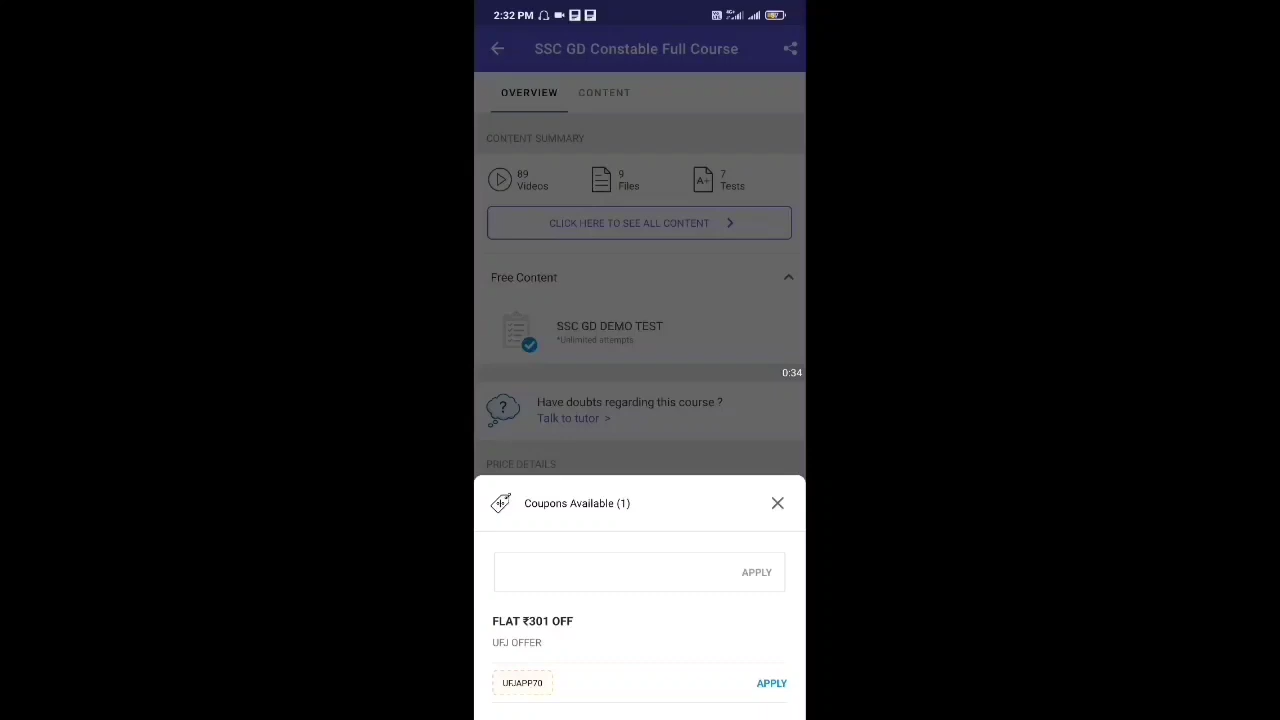 2:32 PM
SSC GD Constable Full Course
OVERVIEW CONTENT
CONTENT SUMMARY
89 Videos
9 Files
A+ 7 Tests
CLICK HERE TO SEE ALL CONTENT >
Free Content
SSC GD DEMO TEST
*Unlimited attempts
0:34
? Have doubts regarding this course ?
Talk to tutor >
PRICE DETAILS
Coupons Available (1)
APPLY
FLAT ₹301 OFF
UFJ OFFER
UFJAPP70 APPLY